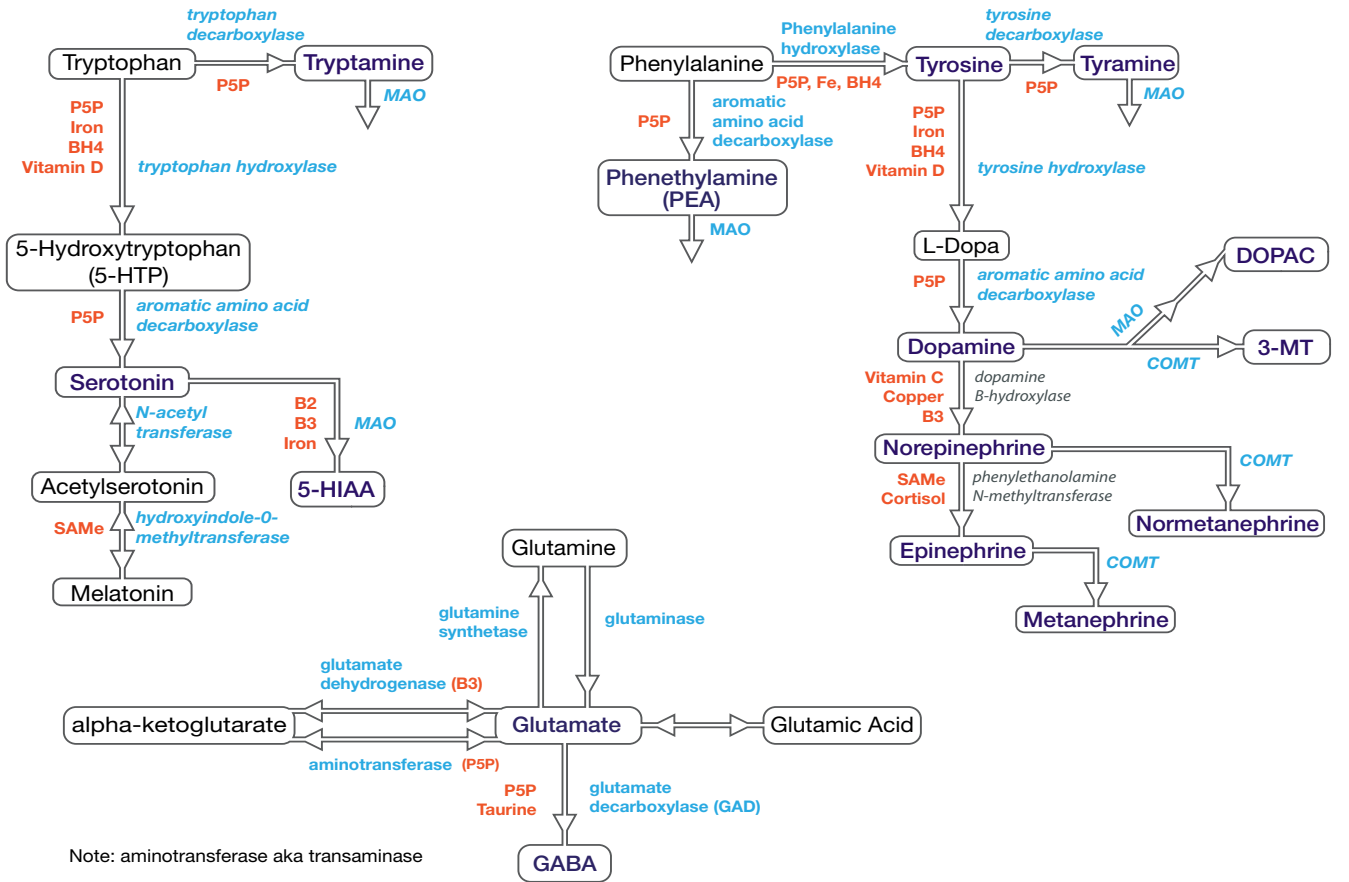 tryptophan
decarboxylase
Tryptophan
Tryptamine
P5P
MAO
P5P
Iron
BH4
Vitamin D
tryptophan hydroxylase
5-Hydroxytryptophan
(5-HTP)
P5P
aromatic amino acid
decarboxylase
Serotonin
N-acetyl
transferase
B2
B3
Iron
MAO
Acetylserotonin
5-HIAA
SAMe
hydroxyindole-0-
methyltransferase
Melatonin
Phenylalanine
Phenylalanine
hydroxylase
P5P, Fe, BH4
Tyrosine
tyrosine
decarboxylase
P5P
Tyramine
MAO
P5P
aromatic
amino acid
decarboxylase
Phenethylamine
(PEA)
MAO
P5P
Iron
BH4
Vitamin D
tyrosine hydroxylase
L-Dopa
P5P
aromatic amino acid
decarboxylase
MAO
DOPAC
Dopamine
COMT
3-MT
Vitamin C
Copper
B3
dopamine
B-hydroxylase
Norepinephrine
COMT
Normetanephrine
SAMe
Cortisol
phenylethanolamine
N-methyltransferase
Epinephrine
COMT
Metanephrine
Glutamine
glutamine
synthetase
glutaminase
glutamate
dehydrogenase (B3)
alpha-ketoglutarate
Glutamate
Glutamic Acid
aminotransferase (P5P)
P5P
Taurine
glutamate
decarboxylase (GAD)
GABA
Note: aminotransferase aka transaminase